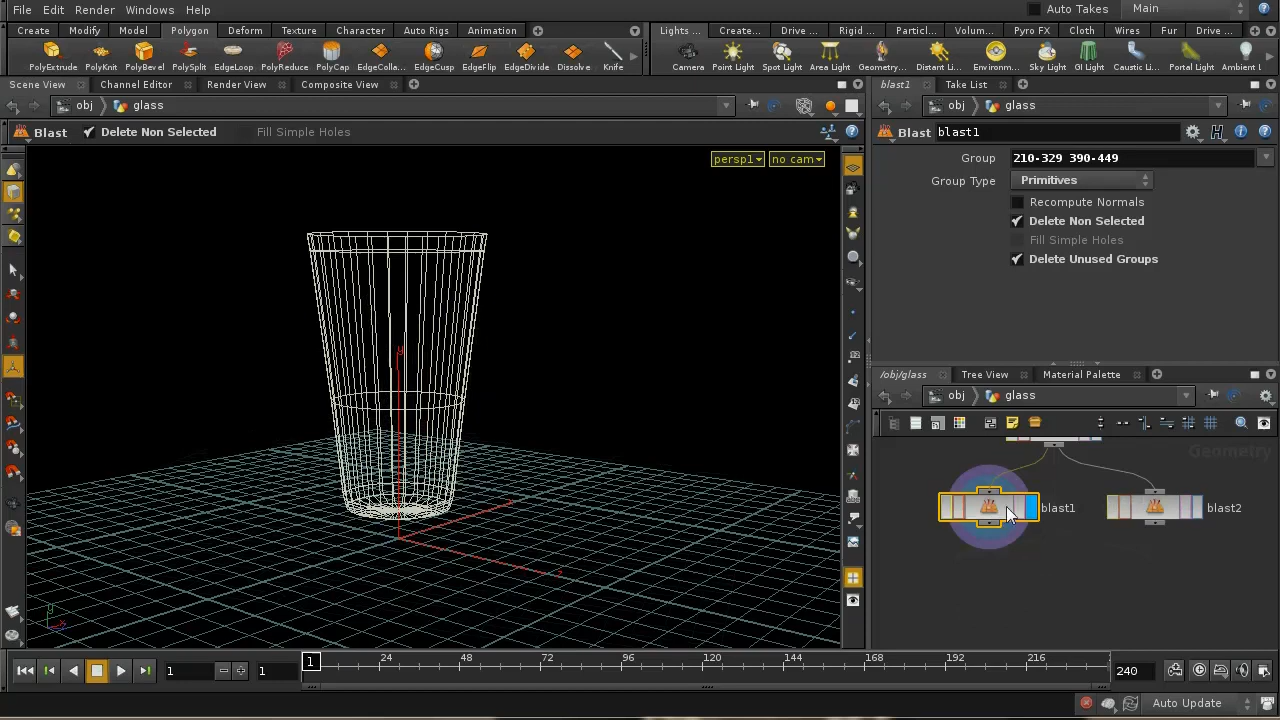 File Edit Render Windows Help Auto Takes Main
Create Modify Model Polygon Deform Texture Character Auto Rigs Animation Lights ... Create... Drive ... Rigid ... Particl... Volum... Pyro FX Cloth Wires Fur Drive ...
PolyExtrude PolyKnit PolyBevel PolySplit EdgeLoop PolyReduce PolyCap EdgeColla... EdgeCusp EdgeFlip EdgeDivide Dissolve Knife Camera Point Light Spot Light Area Light Geometry... Distant Li... Environm... Sky Light GI Light Caustic Li... Portal Light Ambient L
Scene View Channel Editor Render View Composite View blast1 Take List
obj glass obj glass
Blast Delete Non Selected Fill Simple Holes Blast blast1
persp1 no cam Group 210-329 390-449
Group Type Primitives
Recompute Normals
Delete Non Selected
Fill Simple Holes
Delete Unused Groups
y
x
y
x
/obj/glass Tree View Material Palette
obj glass
Geometry
blast1 blast2
1 1 1 24 48 72 96 120 144 168 192 216 240
Auto Update